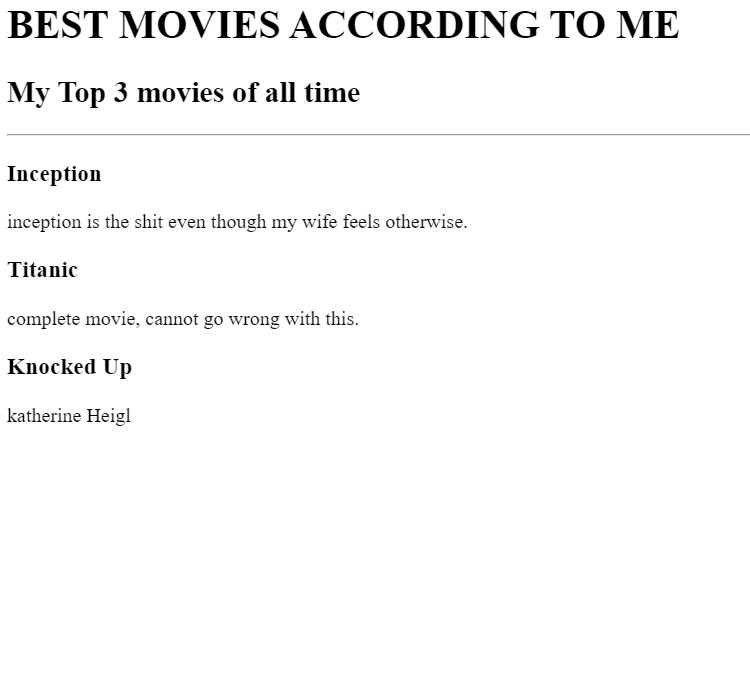 BEST MOVIES ACCORDING TO ME
My Top 3 movies of all time
Inception
inception is the shit even though my wife feels otherwise.
Titanic
complete movie, cannot go wrong with this.
Knocked Up
katherine Heigl